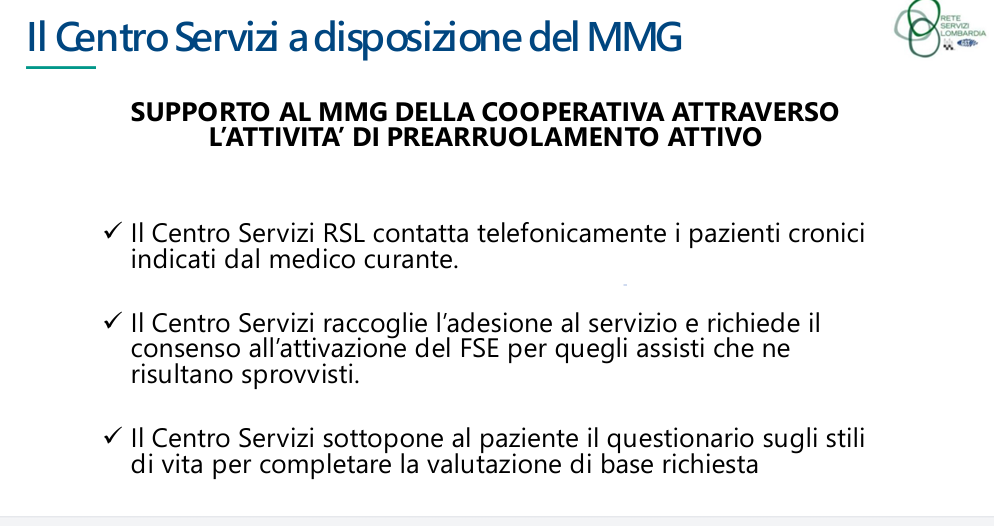 Il Centro Servizi a disposizione del MMG
RETE
SERVIZI
LOMBARDIA
SUPPORTO AL MMG DELLA COOPERATIVA ATTRAVERSO
L’ATTIVITA’ DI PREARRUOLAMENTO ATTIVO
✓ Il Centro Servizi RSL contatta telefonicamente i pazienti cronici
indicati dal medico curante.
✓ Il Centro Servizi raccoglie l’adesione al servizio e richiede il
consenso all’attivazione del FSE per quegli assisti che ne
risultano sprovvisti.
✓ Il Centro Servizi sottopone al paziente il questionario sugli stili
di vita per completare la valutazione di base richiesta